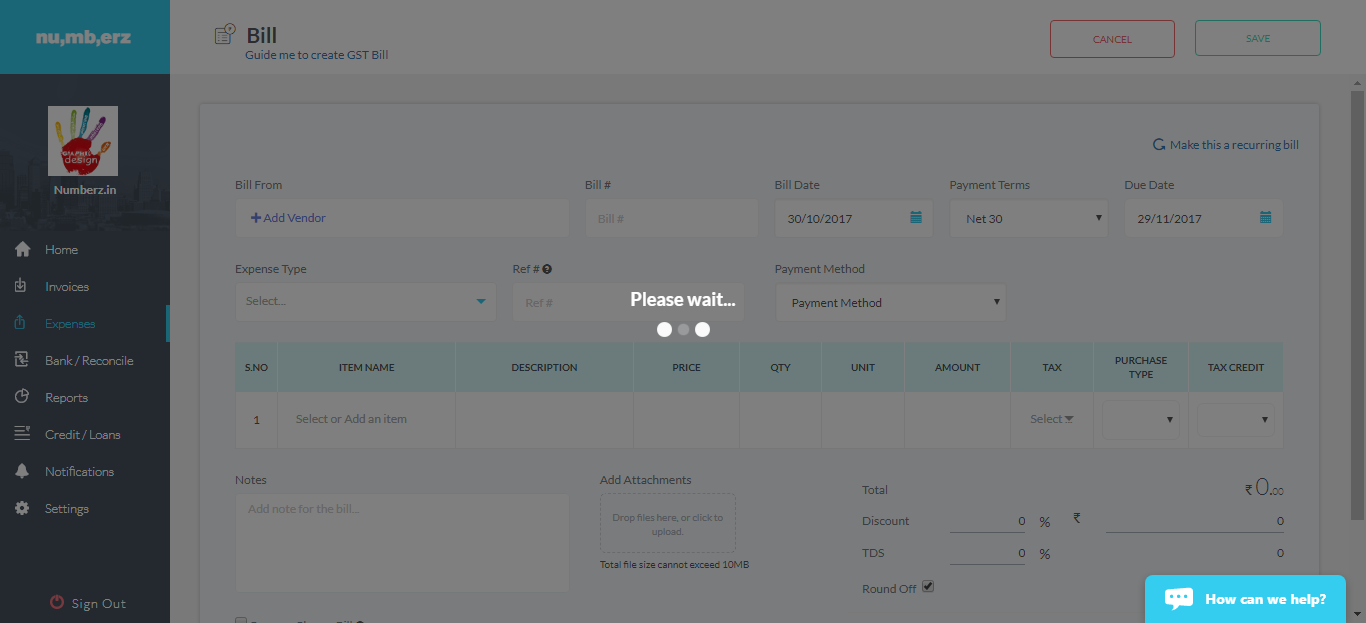 nu,mb,erz
Bill
Guide me to create GST Bill
CANCEL
SAVE
GRAPHIC
design
Numberz.in
Home
Invoices
Expenses
Bank / Reconcile
Reports
Credit / Loans
Notifications
Settings
Sign Out
Make this a recurring bill
Bill From
Bill #
Bill Date
Payment Terms
Due Date
Add Vendor
Bill #
30/10/2017
Net 30
29/11/2017
Expense Type
Ref #
Payment Method
Select...
Ref #
Payment Method
Please wait...
S.NO
ITEM NAME
DESCRIPTION
PRICE
QTY
UNIT
AMOUNT
TAX
PURCHASE
TYPE
TAX CREDIT
1
Select or Add an item
Select
Notes
Add note for the bill...
Add Attachments
Drop files here, or click to
upload.
Total file size cannot exceed 10MB
Total
₹ 0.00
Discount
0 % ₹ 0
TDS
0 % 0
Round Off
How can we help?